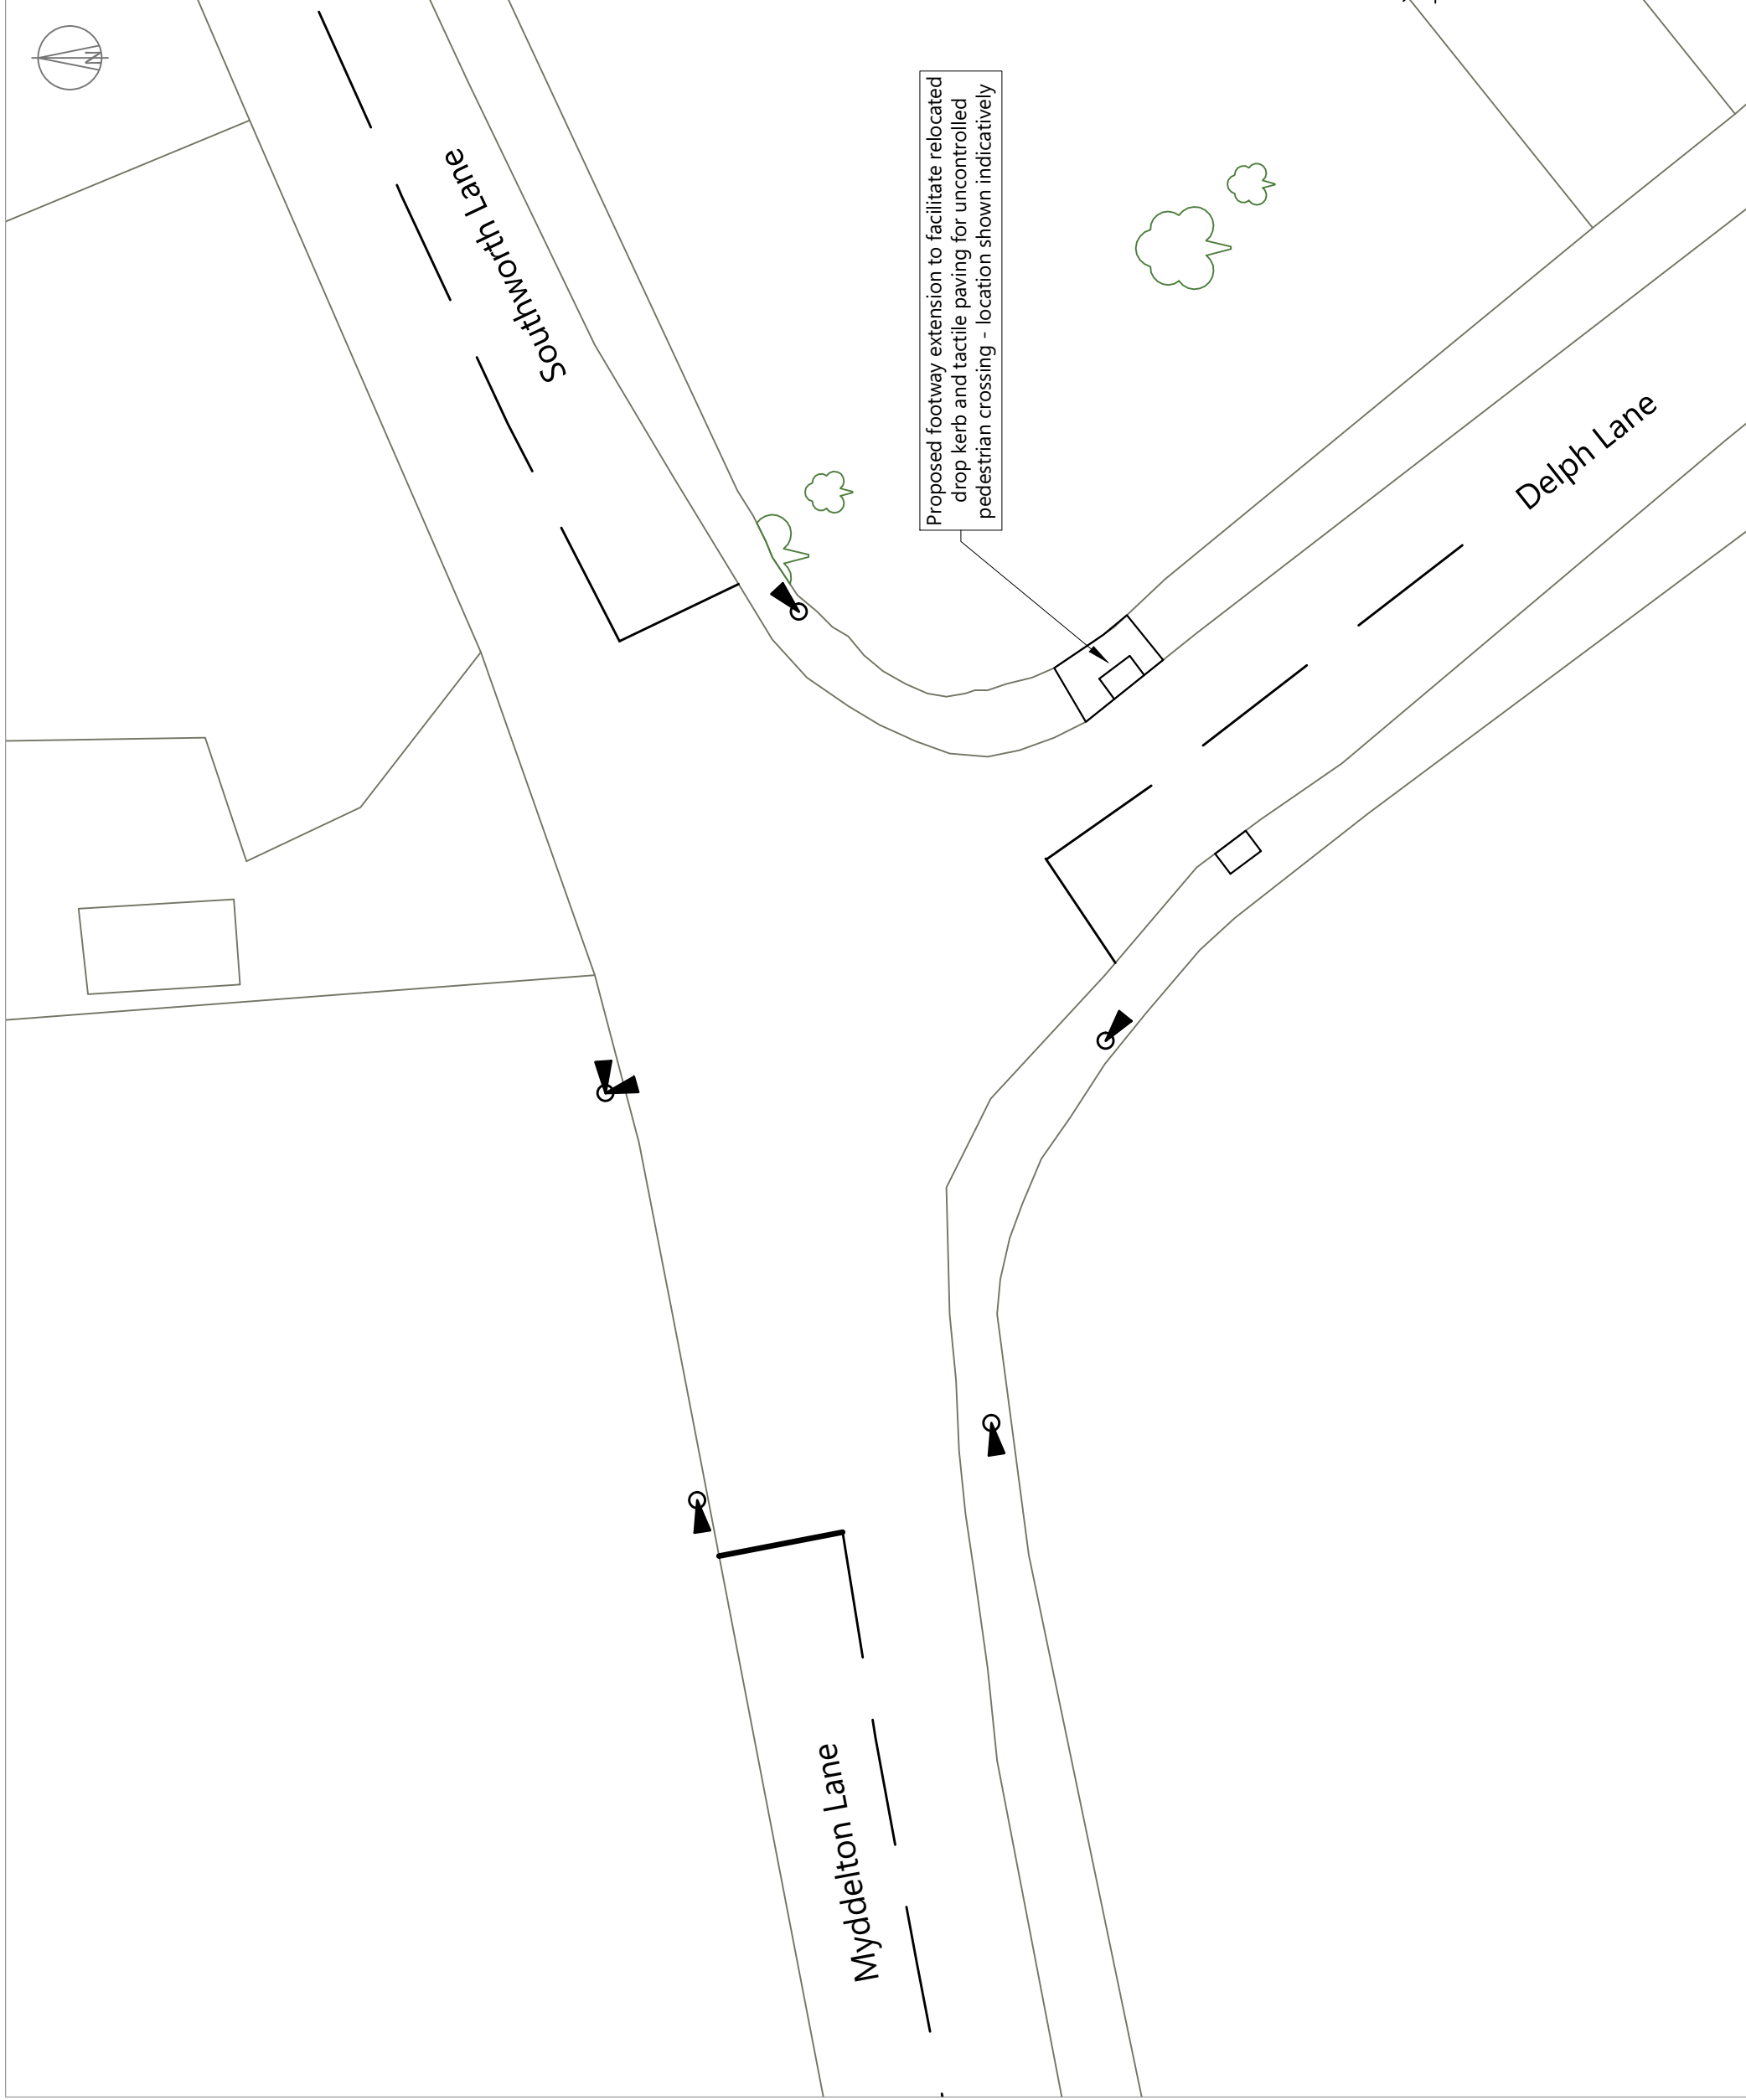 N
Southworth Lane
Proposed footway extension to facilitate relocated
drop kerb and tactile paving for uncontrolled
pedestrian crossing - location shown indicatively
Delph Lane
Myddelton Lane